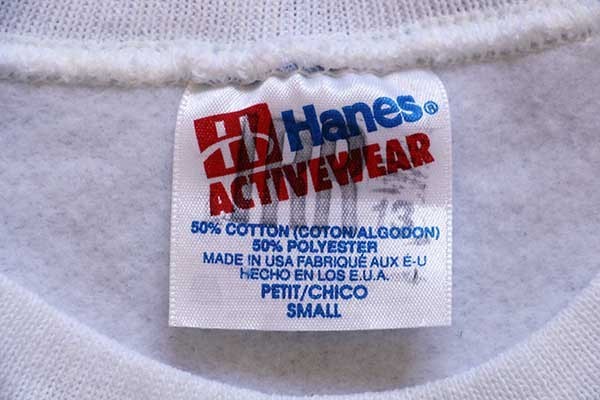 Hanes®
ACTIVEWEAR
13
50% COTTON (COTON/ALGODON)
50% POLYESTER
MADE IN USA FABRIQUÉ AUX É-U
HECHO EN LOS E.U.A.
PETIT/CHICO
SMALL